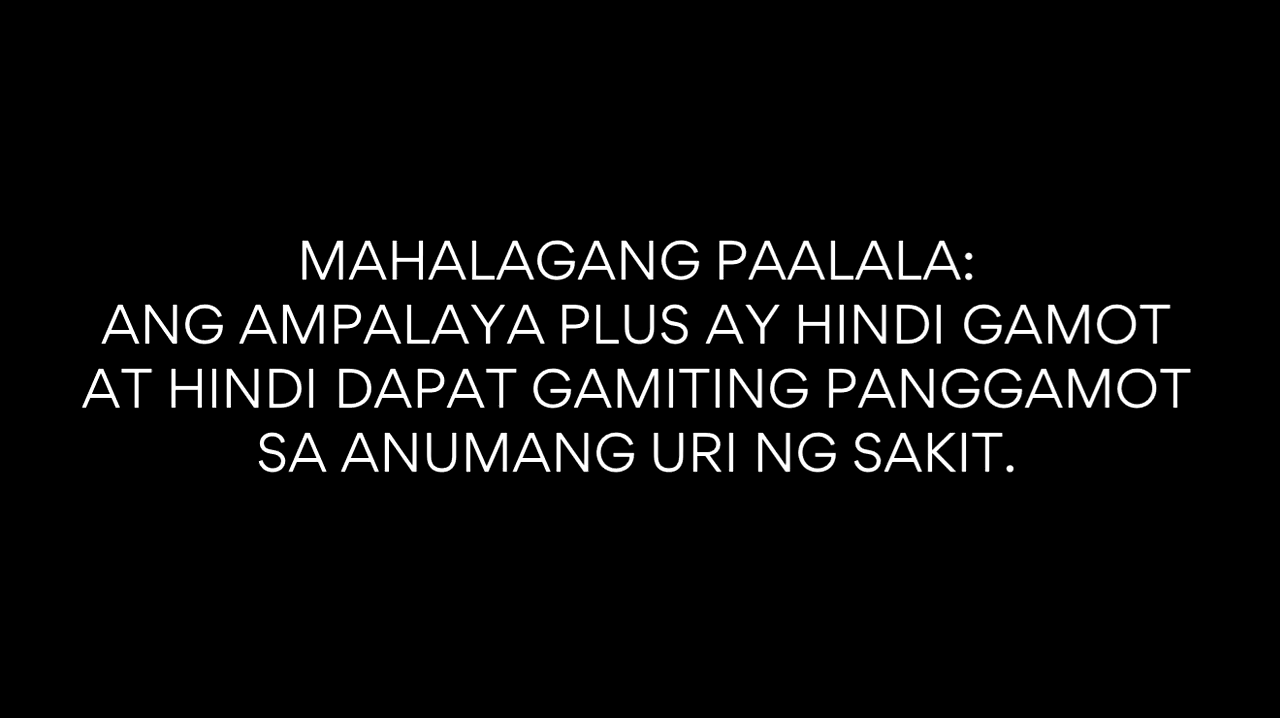 MAHALAGANG PAALALA:
ANG AMPALAYA PLUS AY HINDI GAMOT
AT HINDI DAPAT GAMITING PANGGAMOT
SA ANUMANG URI NG SAKIT.